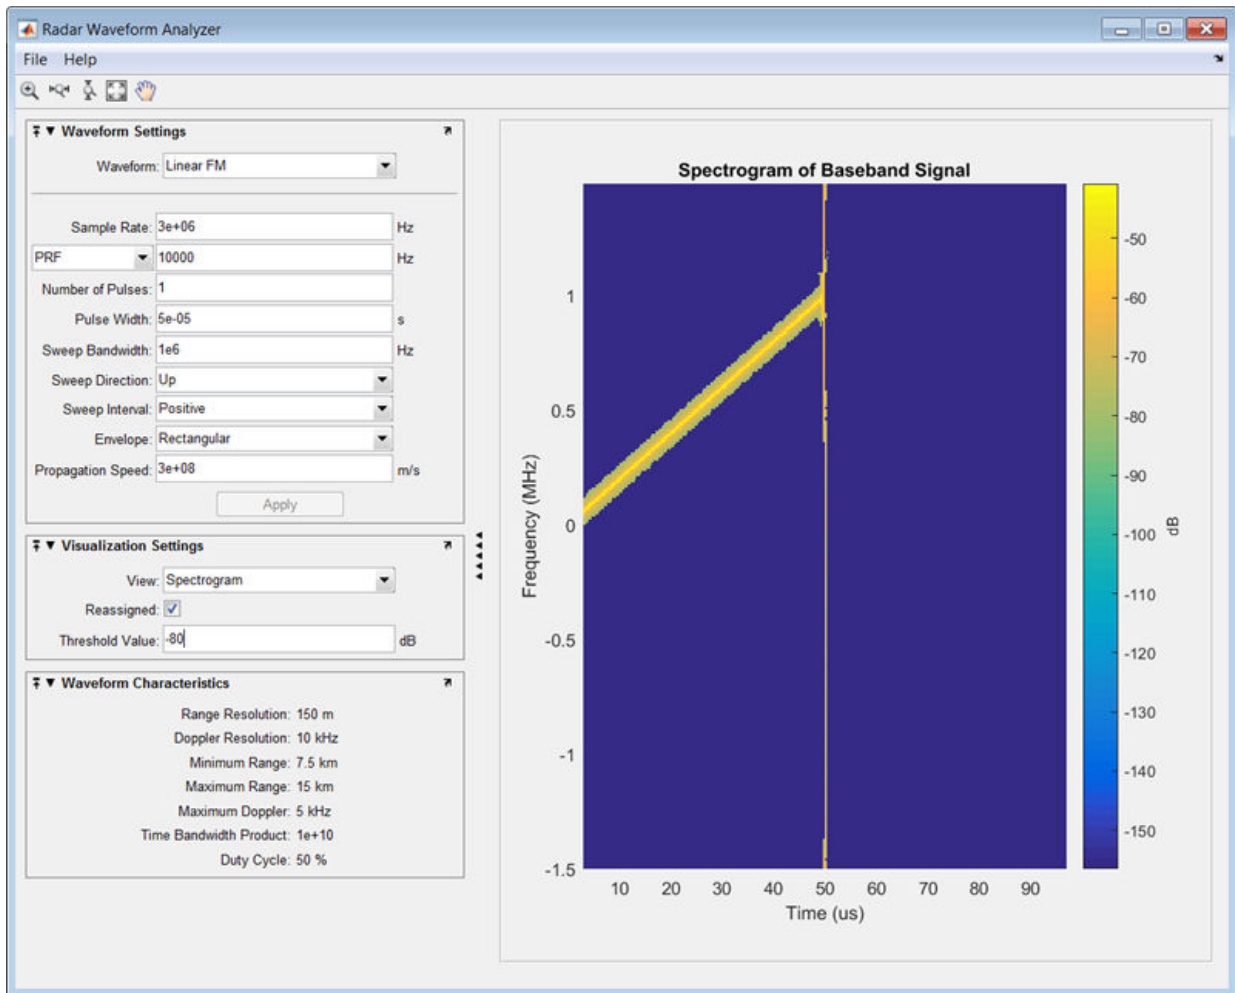 Radar Waveform Analyzer
File Help
Waveform Settings
Waveform: Linear FM
Sample Rate: 3e+06 Hz
PRF 10000 Hz
Number of Pulses: 1
Pulse Width: 5e-05 s
Sweep Bandwidth: 1e6 Hz
Sweep Direction: Up
Sweep Interval: Positive
Envelope: Rectangular
Propagation Speed: 3e+08 m/s
Apply
Visualization Settings
View: Spectrogram
Reassigned:
Threshold Value: -80 dB
Waveform Characteristics
Range Resolution: 150 m
Doppler Resolution: 10 kHz
Minimum Range: 7.5 km
Maximum Range: 15 km
Maximum Doppler: 5 kHz
Time Bandwidth Product: 1e+10
Duty Cycle: 50 %
Spectrogram of Baseband Signal
Frequency (MHz)
1
0.5
0
-0.5
-1
-1.5
10 20 30 40 50 60 70 80 90
Time (us)
-50
-60
-70
-80
-90
-100
-110
-120
-130
-140
-150
dB